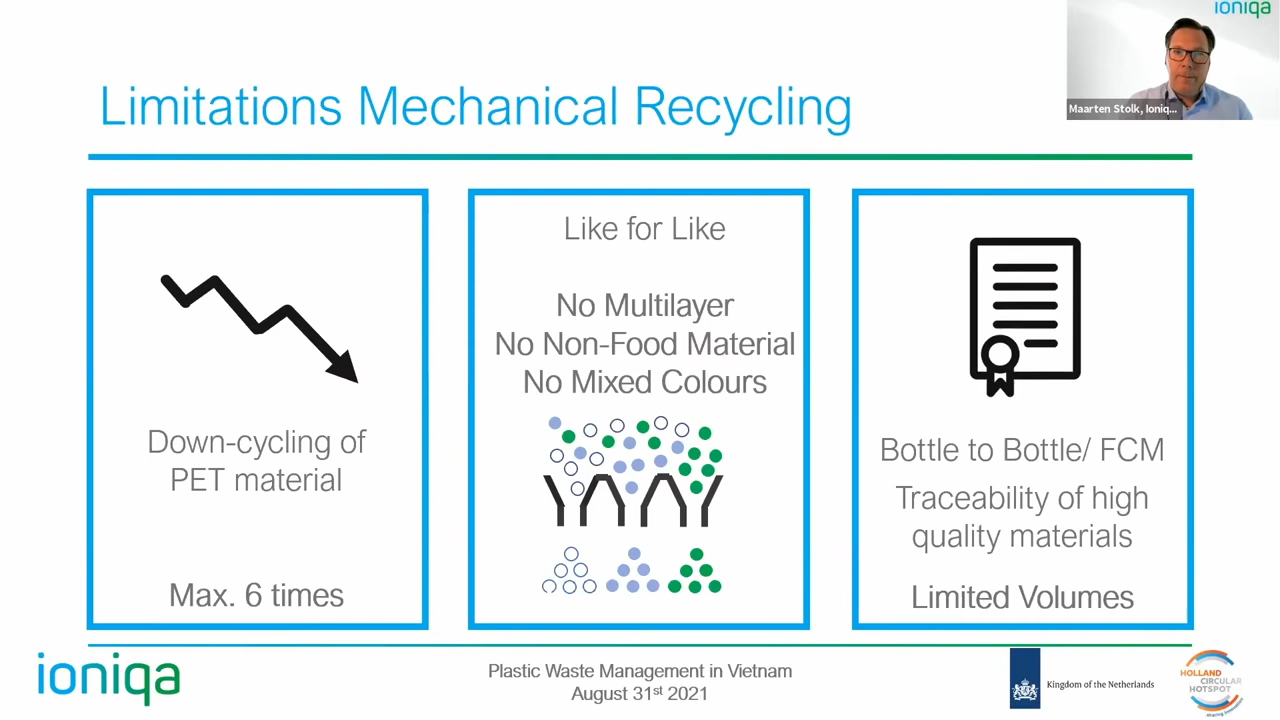 ioniqa
Maarten Stolk, Ioniq...
Limitations Mechanical Recycling
Down-cycling of
PET material
Max. 6 times
Like for Like
No Multilayer
No Non-Food Material
No Mixed Colours
Bottle to Bottle/ FCM
Traceability of high
quality materials
Limited Volumes
ioniqa
Plastic Waste Management in Vietnam
August 31st 2021
Kingdom of the Netherlands
HOLLAND
CIRCULAR
HOTSPOT
sharing innovations